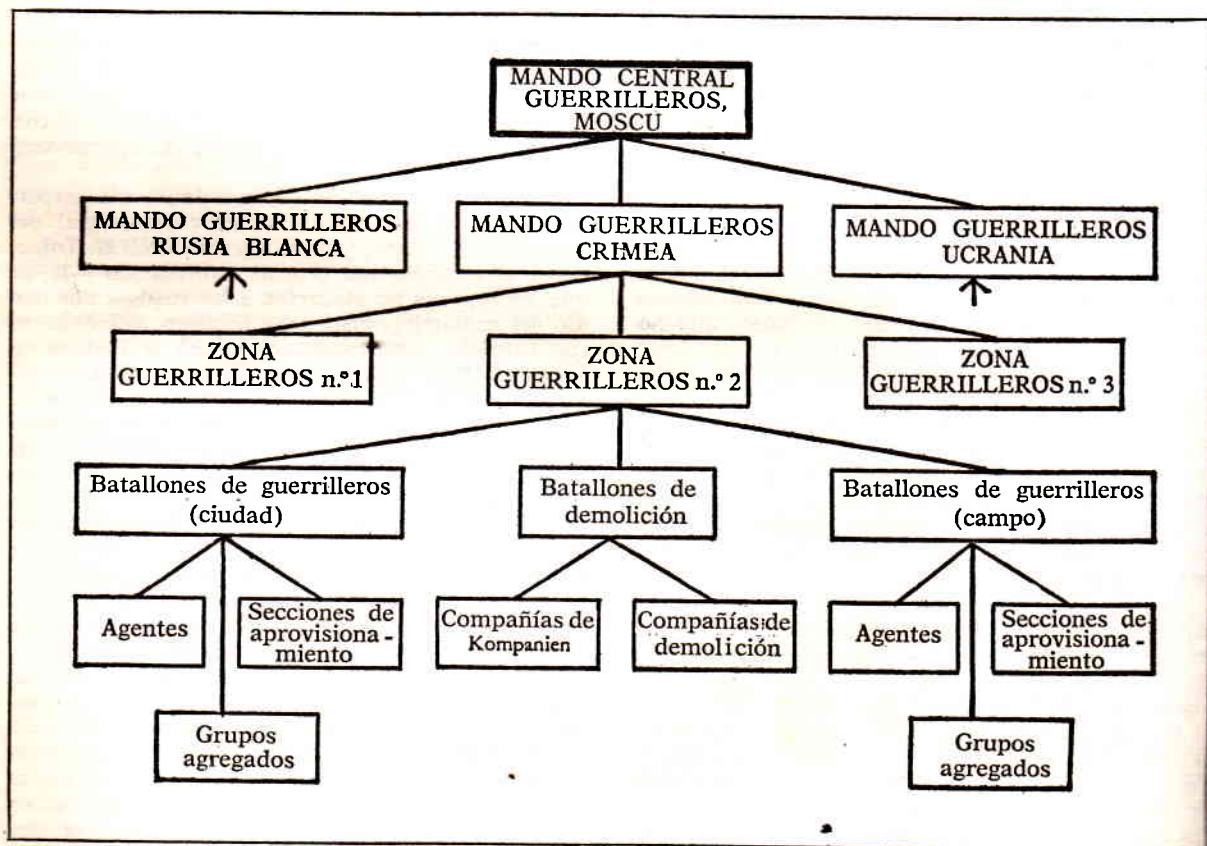 MANDO CENTRAL
GUERRILLEROS,
MOSCU
MANDO GUERRILLEROS
RUSIA BLANCA
MANDO GUERRILLEROS
CRIMEA
MANDO GUERRILLEROS
UCRANIA
ZONA
GUERRILLEROS n.º 1
ZONA
GUERRILLEROS n.º 2
ZONA
GUERRILLEROS n.º 3
Batallones de guerrilleros
(ciudad)
Batallones de
demolición
Batallones de guerrilleros
(campo)
Agentes
Secciones de
aprovisiona-
miento
Compañías de
Kompanien
Compañías de
demolición
Agentes
Secciones de
aprovisiona-
miento
Grupos
agregados
Grupos
agregados